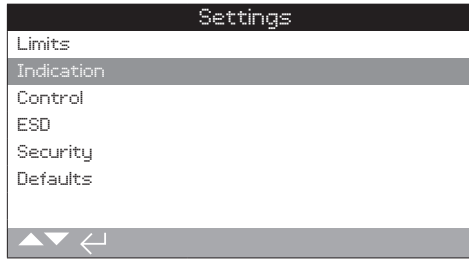 Settings
Limits
Indication
Control
ESD
Security
Defaults